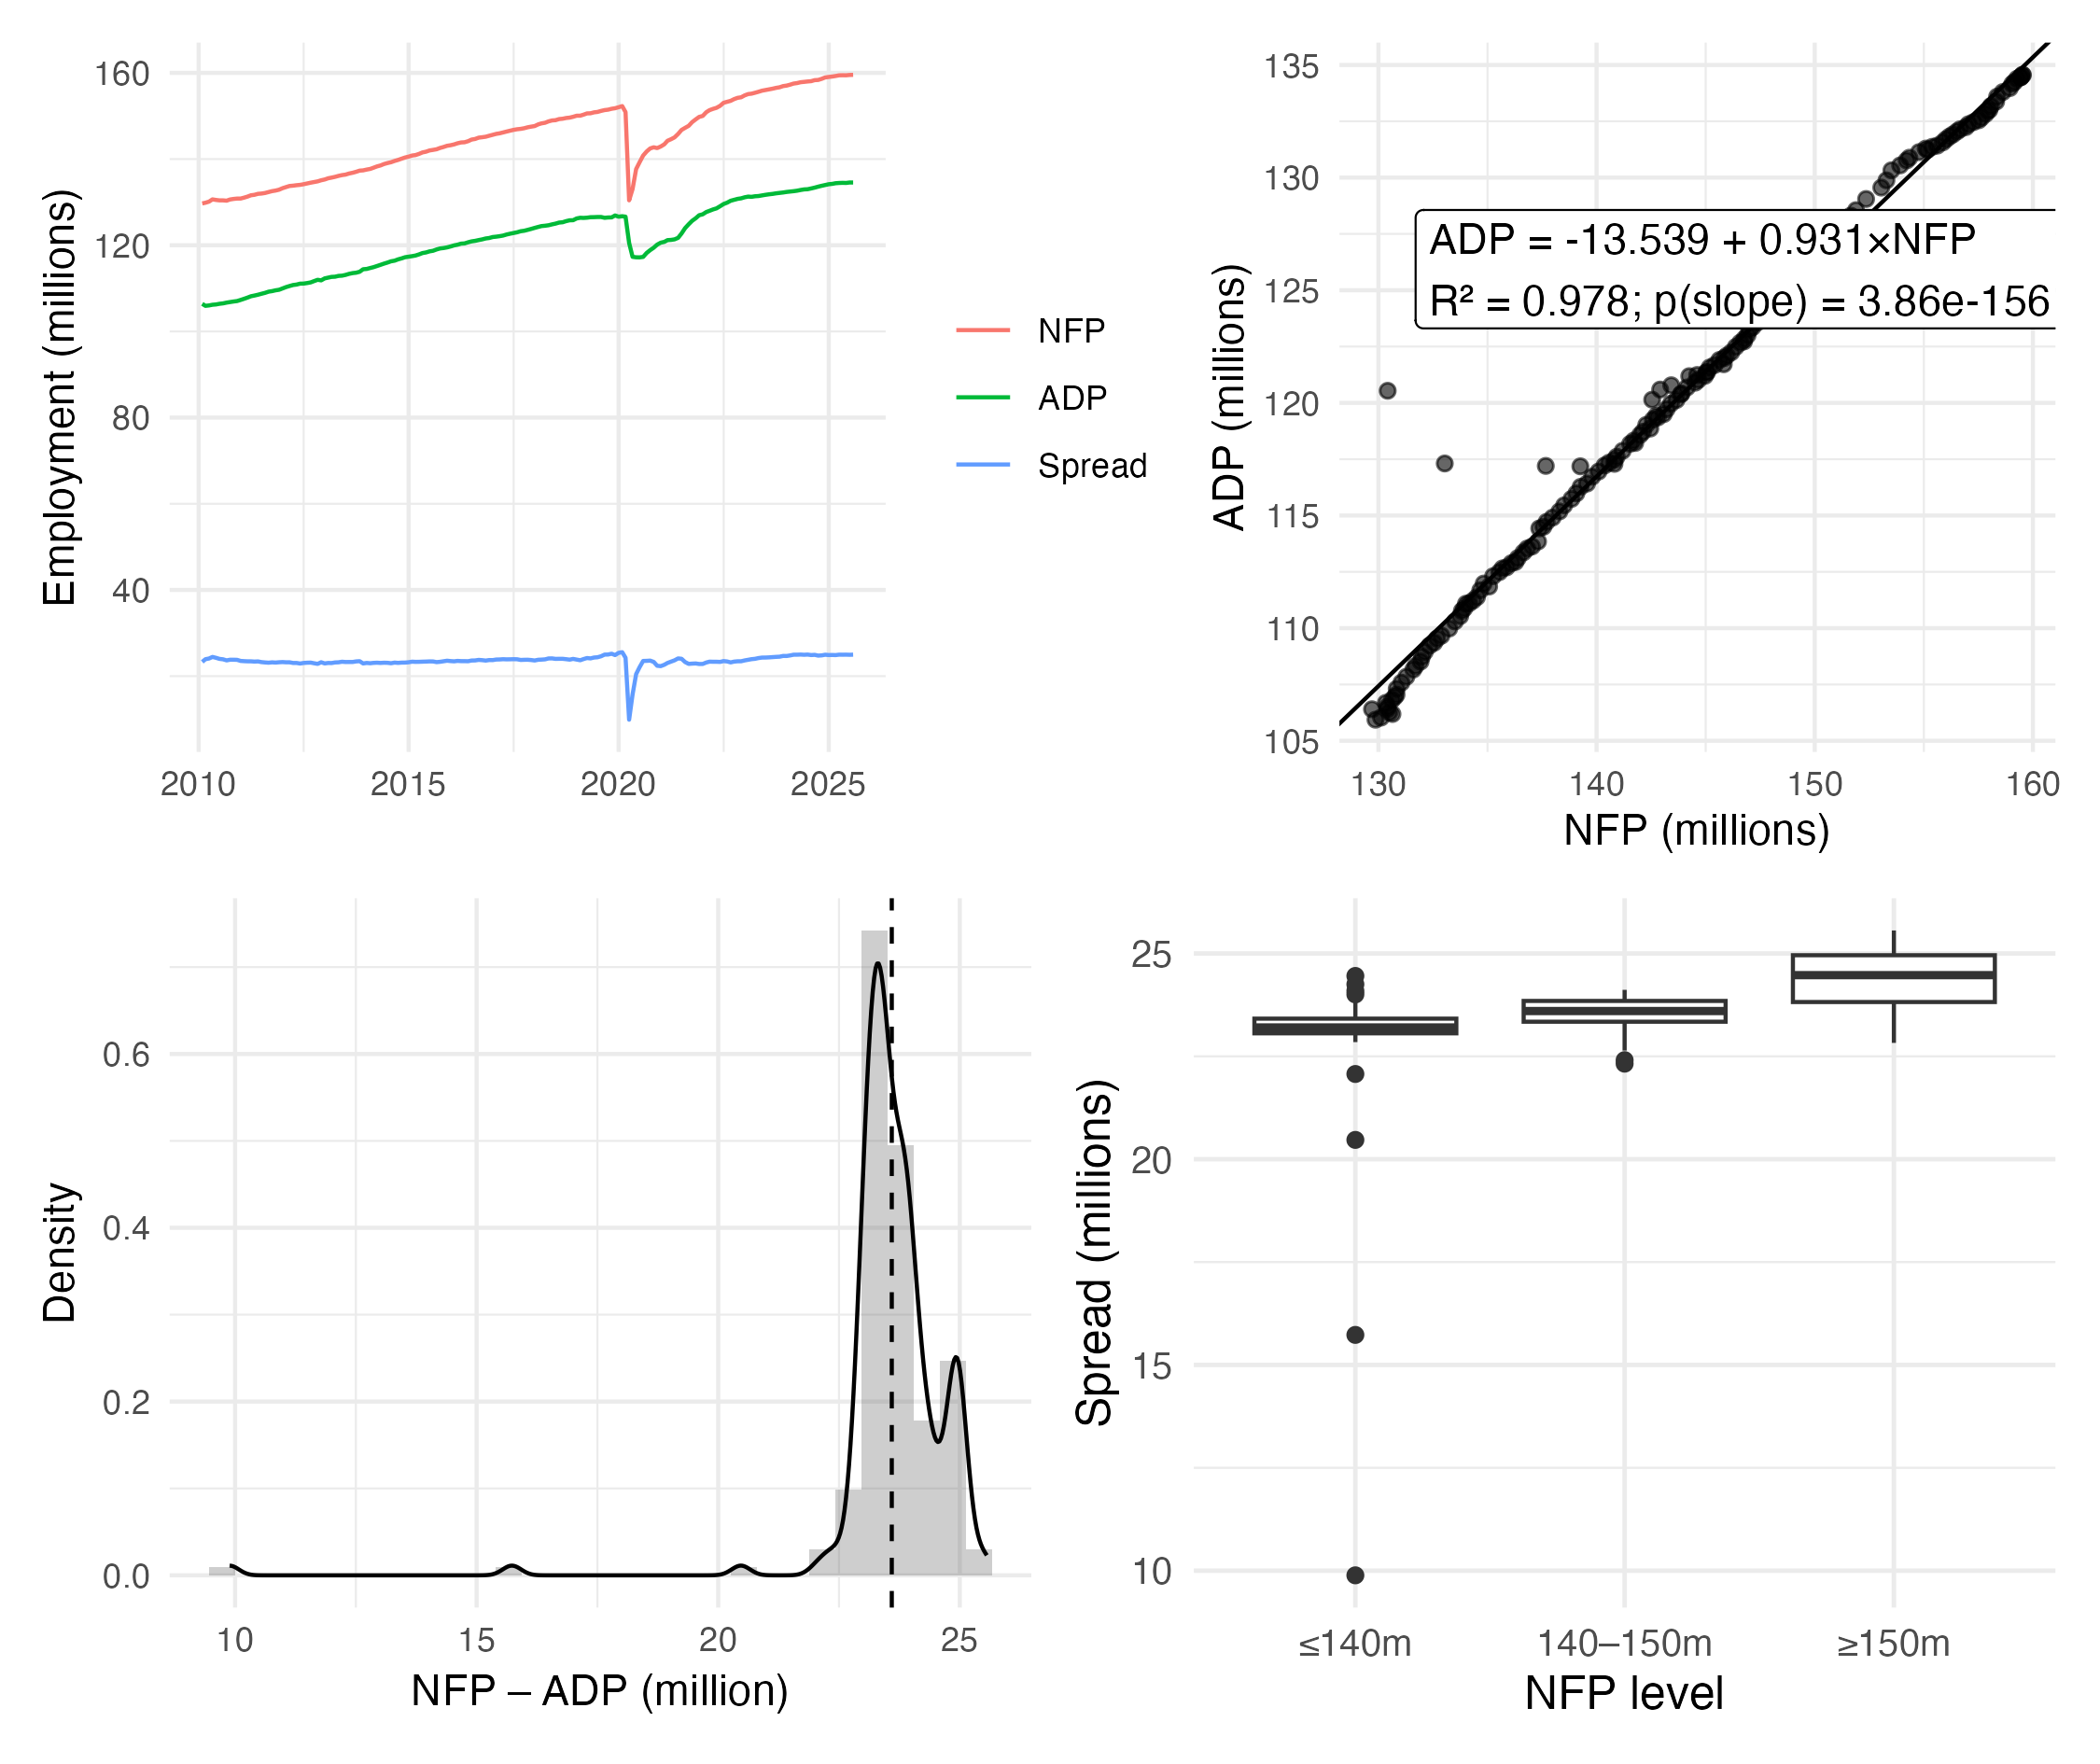 160
120
80
40
Employment (millions)
2010
2015
2020
2025
NFP
ADP
Spread
135
130
125
120
115
110
105
ADP (millions)
ADP = -13.539 + 0.931×NFP
R² = 0.978; p(slope) = 3.86e-156
130
140
150
160
NFP (millions)
0.6
0.4
0.2
0.0
Density
10
15
20
25
NFP – ADP (million)
25
20
15
10
Spread (millions)
≤140m
140–150m
≥150m
NFP level